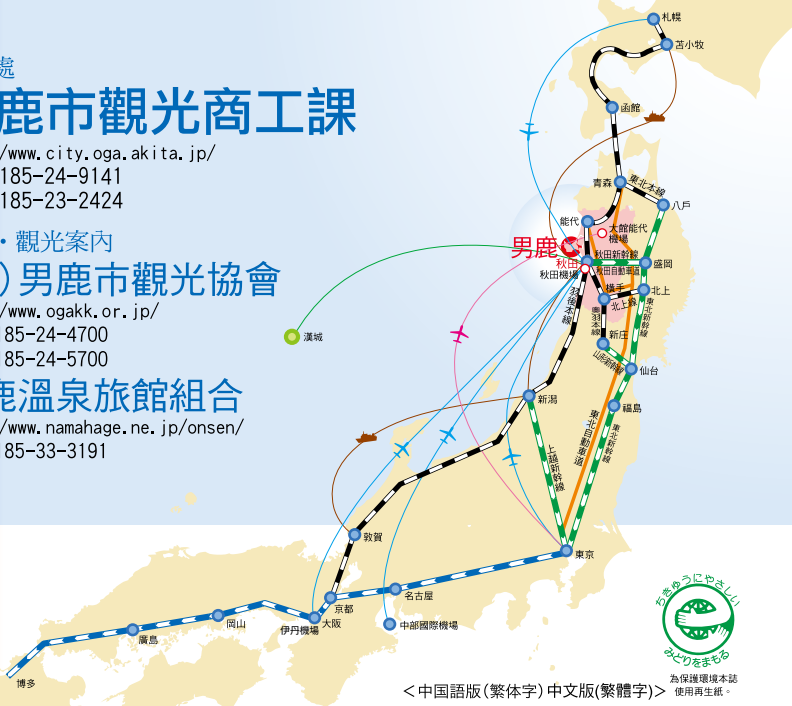 處
鹿市觀光商工課
/www.city.oga.akita.jp/
185-24-9141
185-23-2424
・觀光案內
)男鹿市觀光協會
/www.ogakk.or.jp/
185-24-4700
185-24-5700
鹿溫泉旅館組合
/www.namahage.ne.jp/onsen/
185-33-3191
札幌
苫小牧
函館
青森
東北本線
八戶
能代
大館能代
機場
男鹿
秋田
秋田機場
秋田新幹線
秋田自動車道
盛岡
橫手
北上
北上線
羽後本線
奧羽本線
新庄
山形新幹線
東北新幹線
仙台
漢城
新潟
福島
東北自動車道
東北新幹線
上越新幹線
敦賀
東京
京都
名古屋
大阪
伊丹機場
中部國際機場
岡山
廣島
博多
ちきゅうにやさしい
みどりをまもる
為保護環境本誌
使用再生紙。
＜中国語版(繁体字)中文版(繁體字)＞